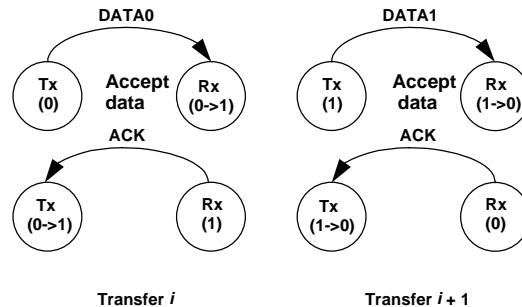 DATA0
Tx
(0)
Accept
data
Rx
(0->1)
ACK
Tx
(0->1)
Rx
(1)
Transfer i
DATA1
Tx
(1)
Accept
data
Rx
(1->0)
ACK
Tx
(1->0)
Rx
(0)
Transfer i + 1